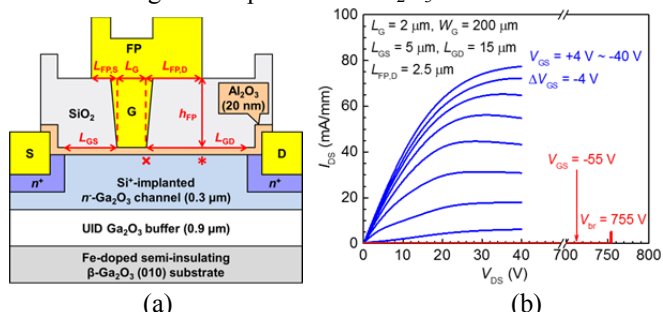 FP
L_FP,S L_G L_FP,D
Al₂O₃
(20 nm)
SiO₂
G
h_FP
L_GS
L_GD
S
D
n⁺
n⁺
Si⁺-implanted
n⁻-Ga₂O₃ channel (0.3 μm)
UID Ga₂O₃ buffer (0.9 μm)
Fe-doped semi-insulating
β-Ga₂O₃ (010) substrate
(a)
I_DS (mA/mm)
100
80
60
40
20
0
L_G = 2 μm, W_G = 200 μm
L_GS = 5 μm, L_GD = 15 μm
L_FP,D = 2.5 μm
V_GS = +4 V ~ -40 V
ΔV_GS = -4 V
V_GS = -55 V
V_br = 755 V
0 10 20 30 40 700 750 800
V_DS (V)
(b)